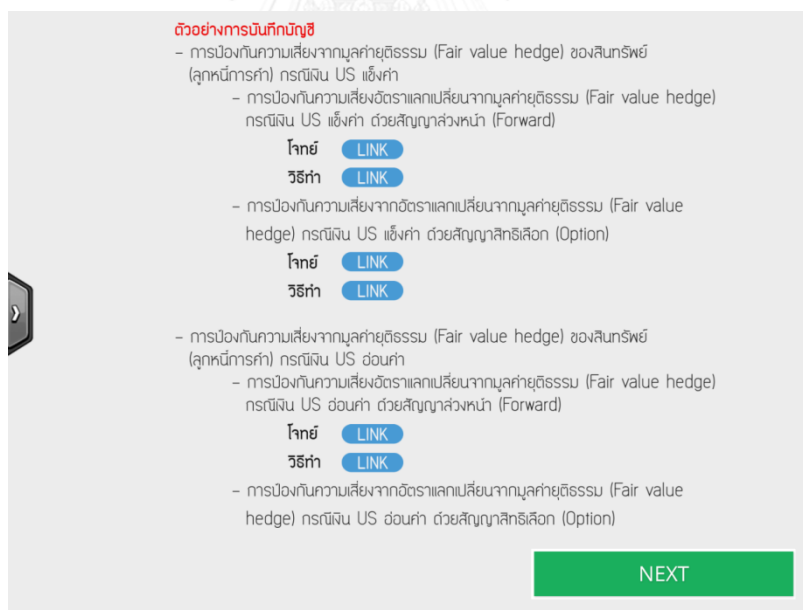 ตัวอย่างการบันทึกบัญชี
- การป้องกันความเสี่ยงจากมูลค่ายุติธรรม (Fair value hedge) ของสินทรัพย์
(ลูกหนี้การค้า) กรณีเงิน US แข็งค่า
- การป้องกันความเสี่ยงอัตราแลกเปลี่ยนจากมูลค่ายุติธรรม (Fair value hedge)
กรณีเงิน US แข็งค่า ด้วยสัญญาล่วงหน้า (Forward)
โจทย์ LINK
วิธีทำ LINK
- การป้องกันความเสี่ยงจากอัตราแลกเปลี่ยนจากมูลค่ายุติธรรม (Fair value
hedge) กรณีเงิน US แข็งค่า ด้วยสัญญาสิทธิเลือก (Option)
โจทย์ LINK
วิธีทำ LINK
- การป้องกันความเสี่ยงจากมูลค่ายุติธรรม (Fair value hedge) ของสินทรัพย์
(ลูกหนี้การค้า) กรณีเงิน US อ่อนค่า
- การป้องกันความเสี่ยงอัตราแลกเปลี่ยนจากมูลค่ายุติธรรม (Fair value hedge)
กรณีเงิน US อ่อนค่า ด้วยสัญญาล่วงหน้า (Forward)
โจทย์ LINK
วิธีทำ LINK
- การป้องกันความเสี่ยงจากอัตราแลกเปลี่ยนจากมูลค่ายุติธรรม (Fair value
hedge) กรณีเงิน US อ่อนค่า ด้วยสัญญาสิทธิเลือก (Option)
NEXT